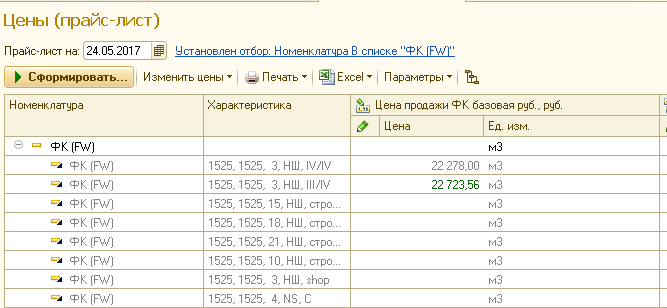 Цены (прайс-лист)
Прайс-лист на: 24.05.2017 Установлен отбор: Номенклатура В списке "ФК (FW)"
Сформировать... Изменить цены Печать Excel Параметры
Номенклатура Характеристика Цена продажи ФК базовая руб., руб.
Цена Ед. изм.
ФК (FW) м3
ФК (FW) 1525, 1525, 3, НШ, IV/IV 22 278,00 м3
ФК (FW) 1525, 1525, 3, НШ, III/IV 22 723,56 м3
ФК (FW) 1525, 1525, 15, НШ, стро... м3
ФК (FW) 1525, 1525, 18, НШ, стро... м3
ФК (FW) 1525, 1525, 21, НШ, стро... м3
ФК (FW) 1525, 1525, 10, НШ, стро... м3
ФК (FW) 1525, 1525, 3, НШ, shop м3
ФК (FW) 1525, 1525, 4, NS, C м3